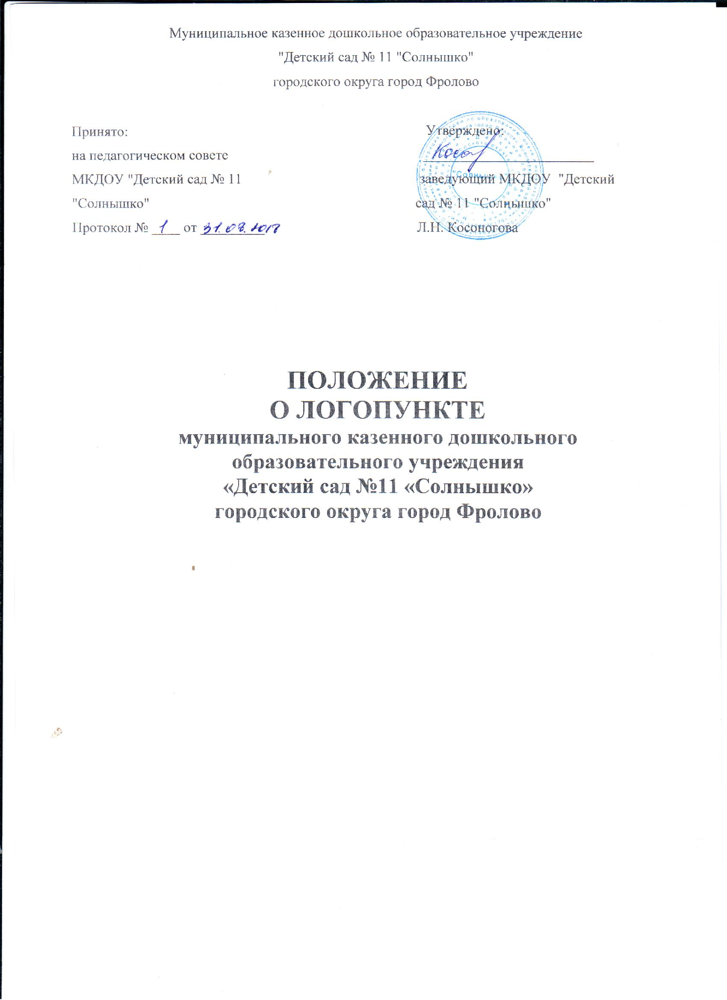 Муниципальное казенное дошкольное образовательное учреждение
"Детский сад № 11 "Солнышко"
городского округа город Фролово
Принято:
на педагогическом совете
МКДОУ "Детский сад № 11
"Солнышко"
Протокол № 1 от 31.08.2017
Утверждено:
заведующий МКДОУ "Детский
сад № 11 "Солнышко"
Л.Н. Косоногова
"Солнышко"
ПОЛОЖЕНИЕ
О ЛОГОПУНКТЕ
муниципального казенного дошкольного
образовательного учреждения
«Детский сад №11 «Солнышко»
городского округа город Фролово